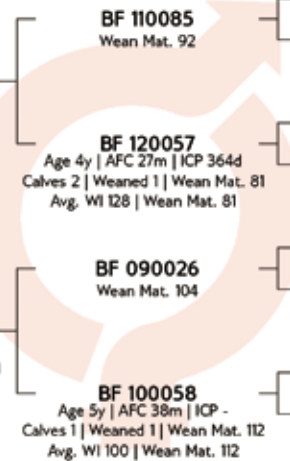 BF 110085
Wean Mat. 92
BF 120057
Age 4y | AFC 27m | ICP 364d
Calves 2 | Weaned 1 | Wean Mat. 81
Avg. WI 128 | Wean Mat. 81
BF 090026
Wean Mat. 104
BF 100058
Age 5y | AFC 38m | ICP -
Calves 1 | Weaned 1 | Wean Mat. 112
Avg. WI 100 | Wean Mat. 112